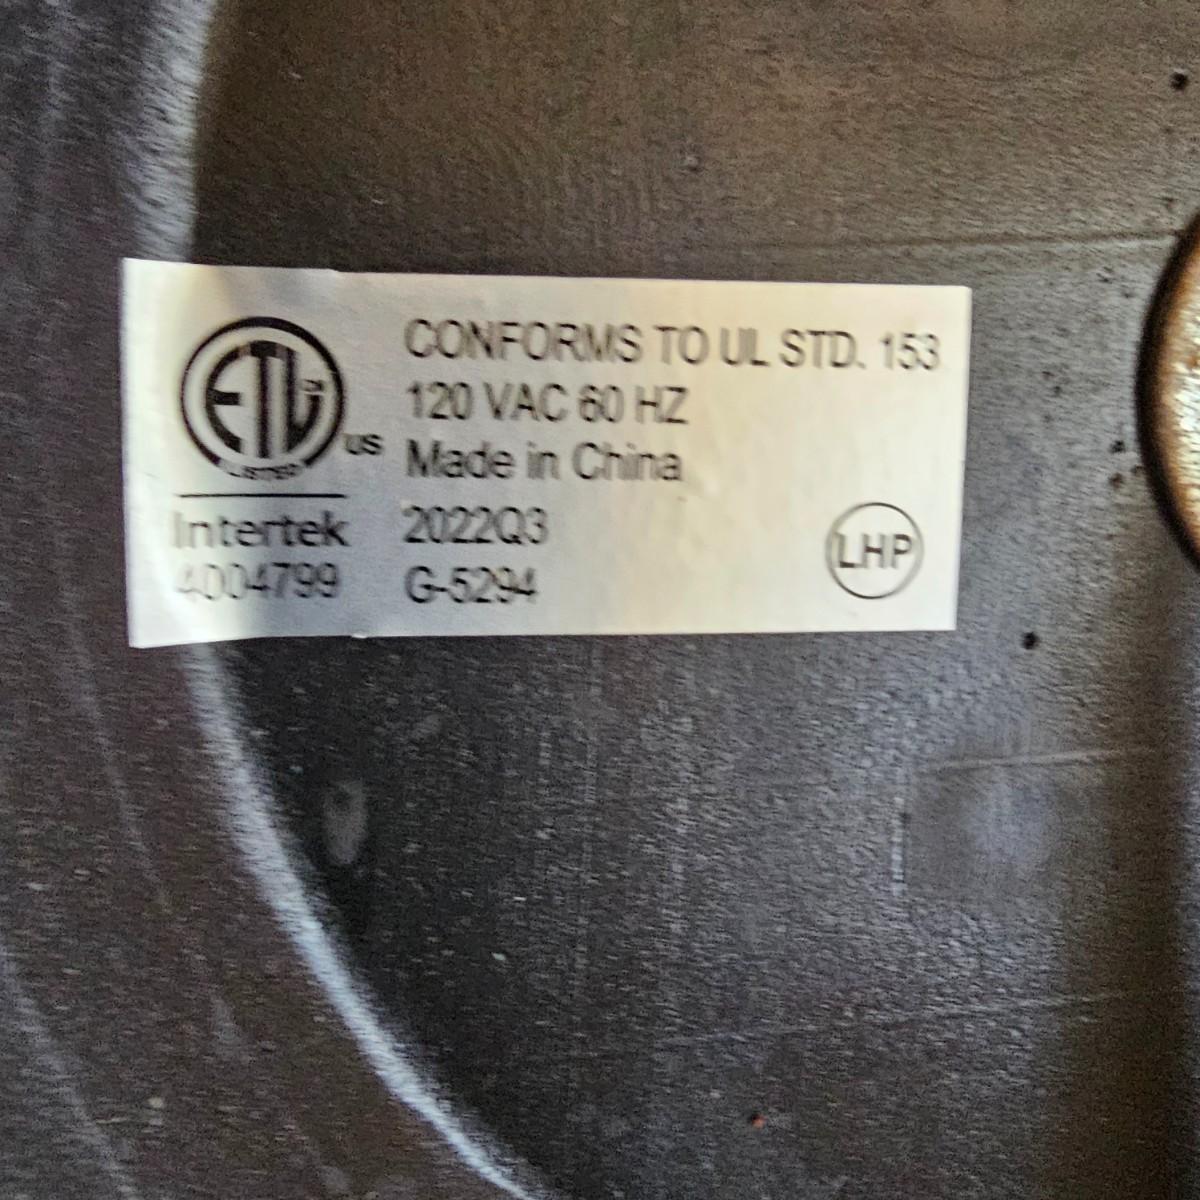 ETL
LISTED
US
Intertek
4004799
CONFORMS TO UL STD. 153
120 VAC 60 HZ
Made in China
2022Q3
G-5294
LHP